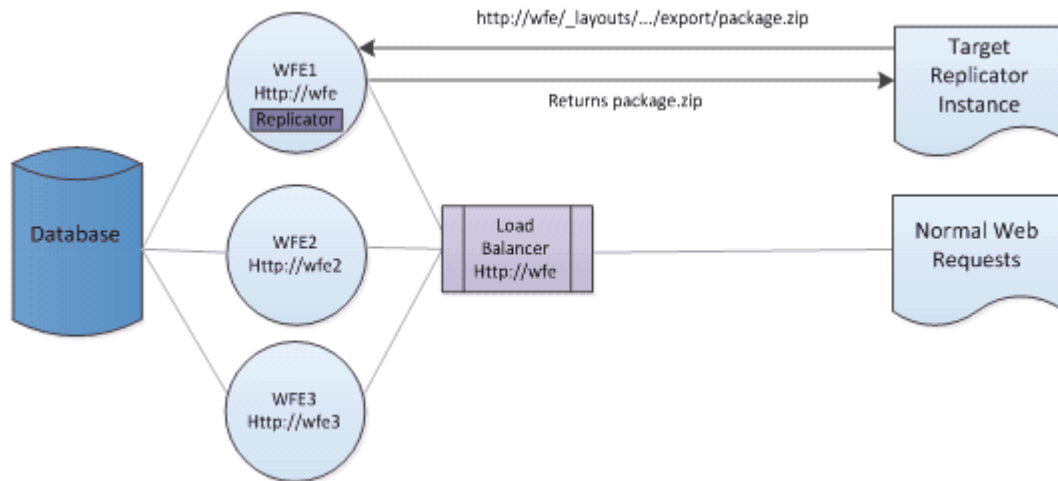 http://wfe/_layouts/.../export/package.zip
Returns package.zip
Target
Replicator
Instance
WFE1
Http://wfe
Replicator
Database
WFE2
Http://wfe2
Load
Balancer
Http://wfe
Normal Web
Requests
WFE3
Http://wfe3